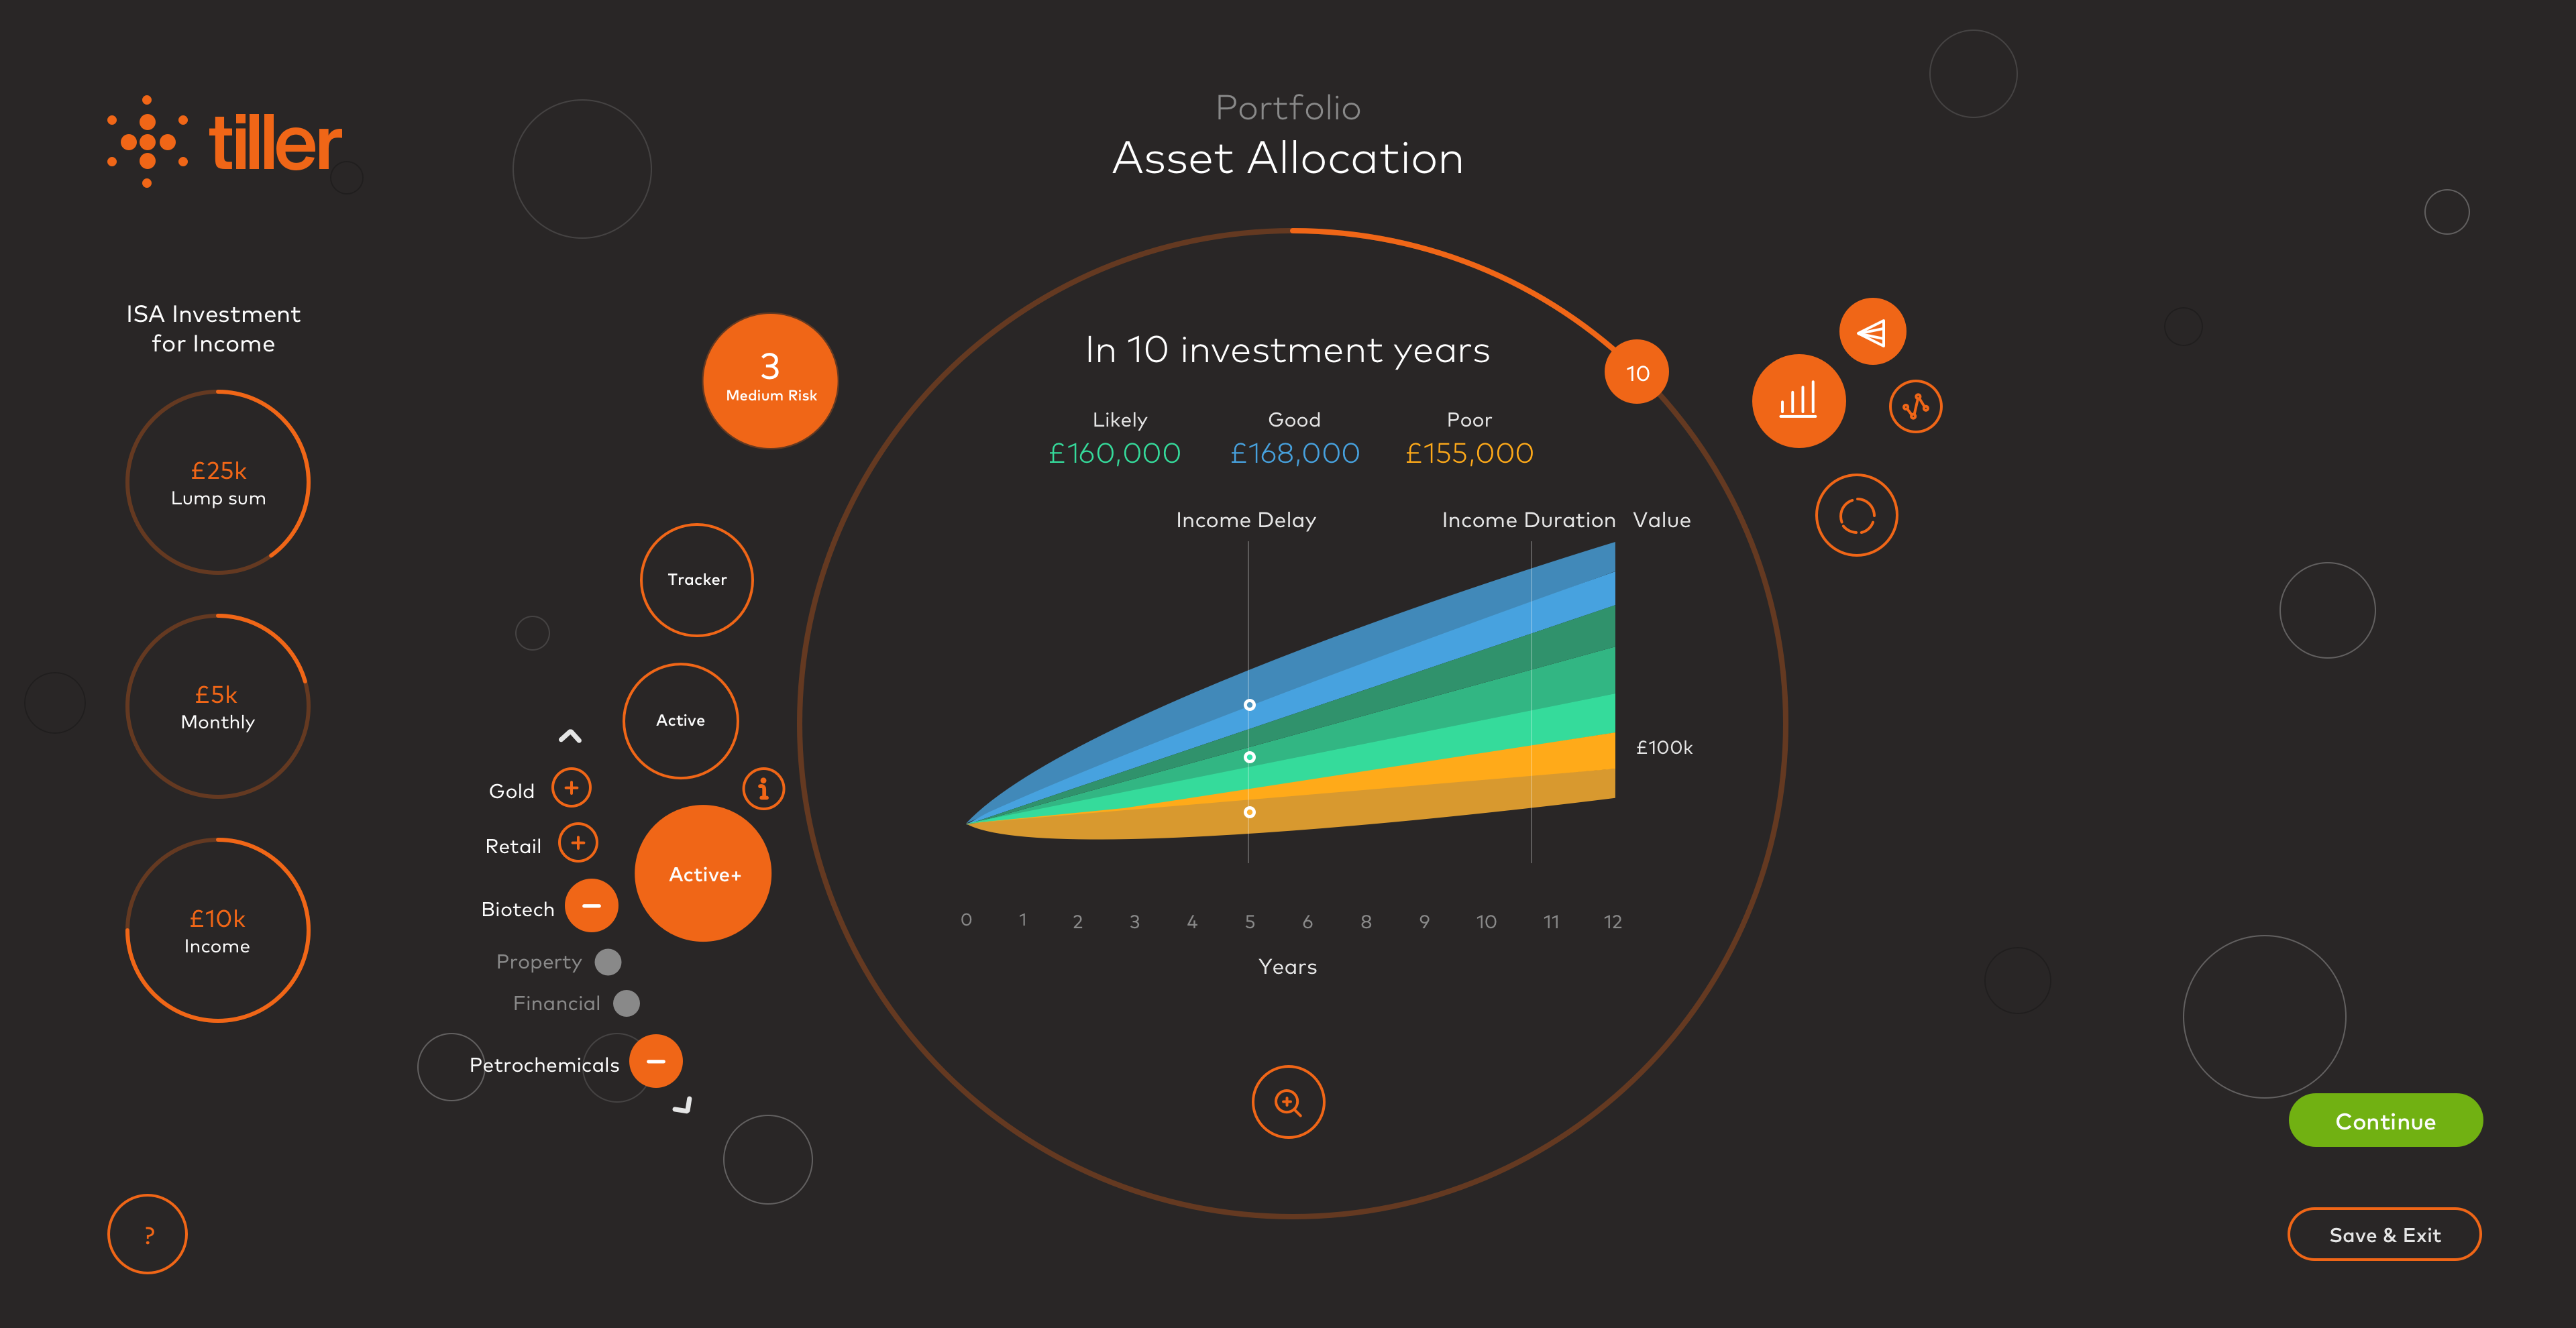 tiller
Portfolio
Asset Allocation
ISA Investment
for Income
£25k
Lump sum
£5k
Monthly
£10k
Income
3
Medium Risk
Tracker
Active
Active+
Gold
Retail
Biotech
Property
Financial
Petrochemicals
In 10 investment years
10
Likely
Good
Poor
£160,000
£168,000
£155,000
Income Delay
Income Duration
Value
£100k
0 1 2 3 4 5 6 8 9 10 11 12
Years
Continue
Save & Exit
?
i